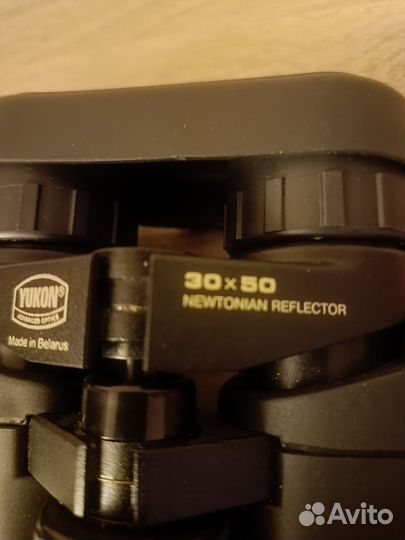 30x50
NEWTONIAN REFLECTOR
YUKON®
ADVANCED OPTICS
Made in Belarus
Avito